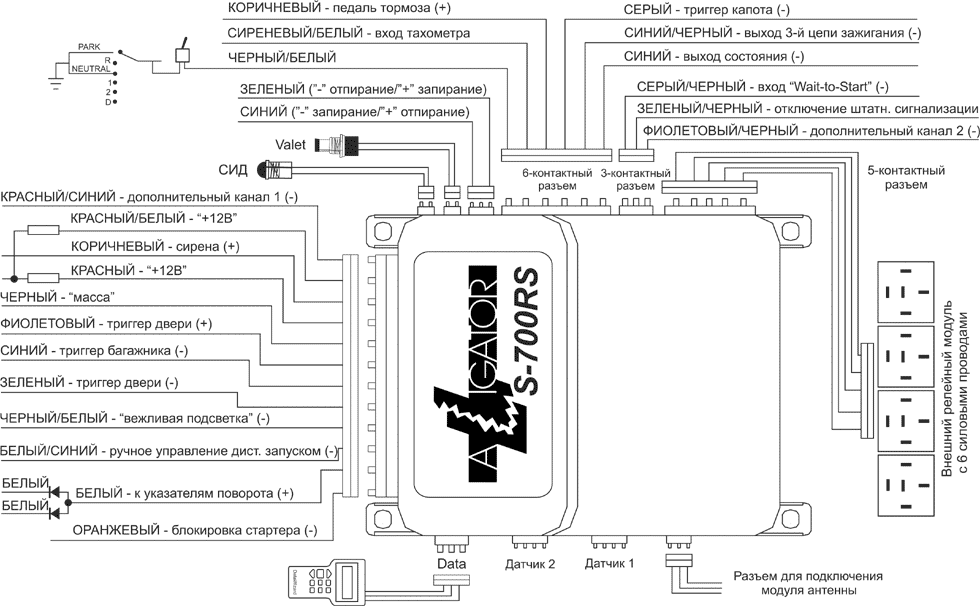 КОРИЧНЕВЫЙ - педаль тормоза (+)
СИРЕНЕВЫЙ/БЕЛЫЙ - вход тахометра
ЧЕРНЫЙ/БЕЛЫЙ
PARK
R
NEUTRAL
1
2
D
ЗЕЛЕНЫЙ ("-" отпирание/"+" запирание)
СИНИЙ ("-" запирание/"+" отпирание)
Valet
СИД
СЕРЫЙ - триггер капота (-)
СИНИЙ/ЧЕРНЫЙ - выход 3-й цепи зажигания (-)
СИНИЙ - выход состояния (-)
СЕРЫЙ/ЧЕРНЫЙ - вход “Wait-to-Start” (-)
ЗЕЛЕНЫЙ/ЧЕРНЫЙ - отключение штатн. сигнализации
ФИОЛЕТОВЫЙ/ЧЕРНЫЙ - дополнительный канал 2 (-)
6-контактный
разъем
3-контактный
разъем
5-контактный
разъем
КРАСНЫЙ/СИНИЙ - дополнительный канал 1 (-)
КРАСНЫЙ/БЕЛЫЙ - “+12В”
КОРИЧНЕВЫЙ - сирена (+)
КРАСНЫЙ - “+12В”
ЧЕРНЫЙ - “масса”
ФИОЛЕТОВЫЙ - триггер двери (+)
СИНИЙ - триггер багажника (-)
ЗЕЛЕНЫЙ - триггер двери (-)
ЧЕРНЫЙ/БЕЛЫЙ - “вежливая подсветка” (-)
БЕЛЫЙ/СИНИЙ - ручное управление дист. запуском (-)
БЕЛЫЙ
БЕЛЫЙ
БЕЛЫЙ - к указателям поворота (+)
ОРАНЖЕВЫЙ - блокировка стартера (-)
ALLIGATOR
S-700RS
Внешний релейный модуль
с 6 силовыми проводами
Data
Датчик 2
Датчик 1
Разъем для подключения
модуля антенны